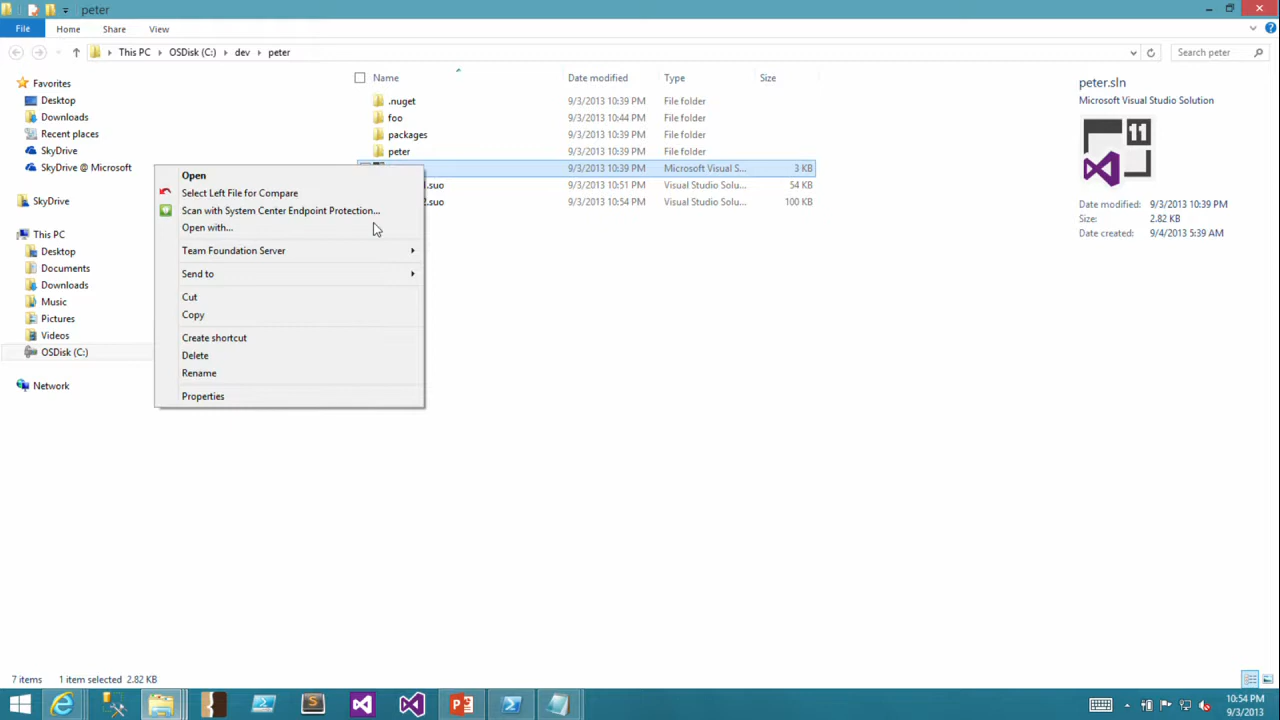 peter
File Home Share View
This PC OSDisk (C:) dev peter Search peter
Favorites
Desktop
Downloads
Recent places
SkyDrive
SkyDrive @ Microsoft
SkyDrive
This PC
Desktop
Documents
Downloads
Music
Pictures
Videos
OSDisk (C:)
Network
Name Date modified Type Size
.nuget 9/3/2013 10:39 PM File folder
foo 9/3/2013 10:44 PM File folder
packages 9/3/2013 10:39 PM File folder
peter 9/3/2013 10:39 PM File folder
9/3/2013 10:39 PM Microsoft Visual S... 3 KB
.suo 9/3/2013 10:51 PM Visual Studio Solu... 54 KB
.suo 9/3/2013 10:54 PM Visual Studio Solu... 100 KB
Open
Select Left File for Compare
Scan with System Center Endpoint Protection...
Open with...
Team Foundation Server
Send to
Cut
Copy
Create shortcut
Delete
Rename
Properties
peter.sln
Microsoft Visual Studio Solution
11
Date modified: 9/3/2013 10:39 PM
Size: 2.82 KB
Date created: 9/4/2013 5:39 AM
7 items 1 item selected 2.82 KB
10:54 PM
9/3/2013